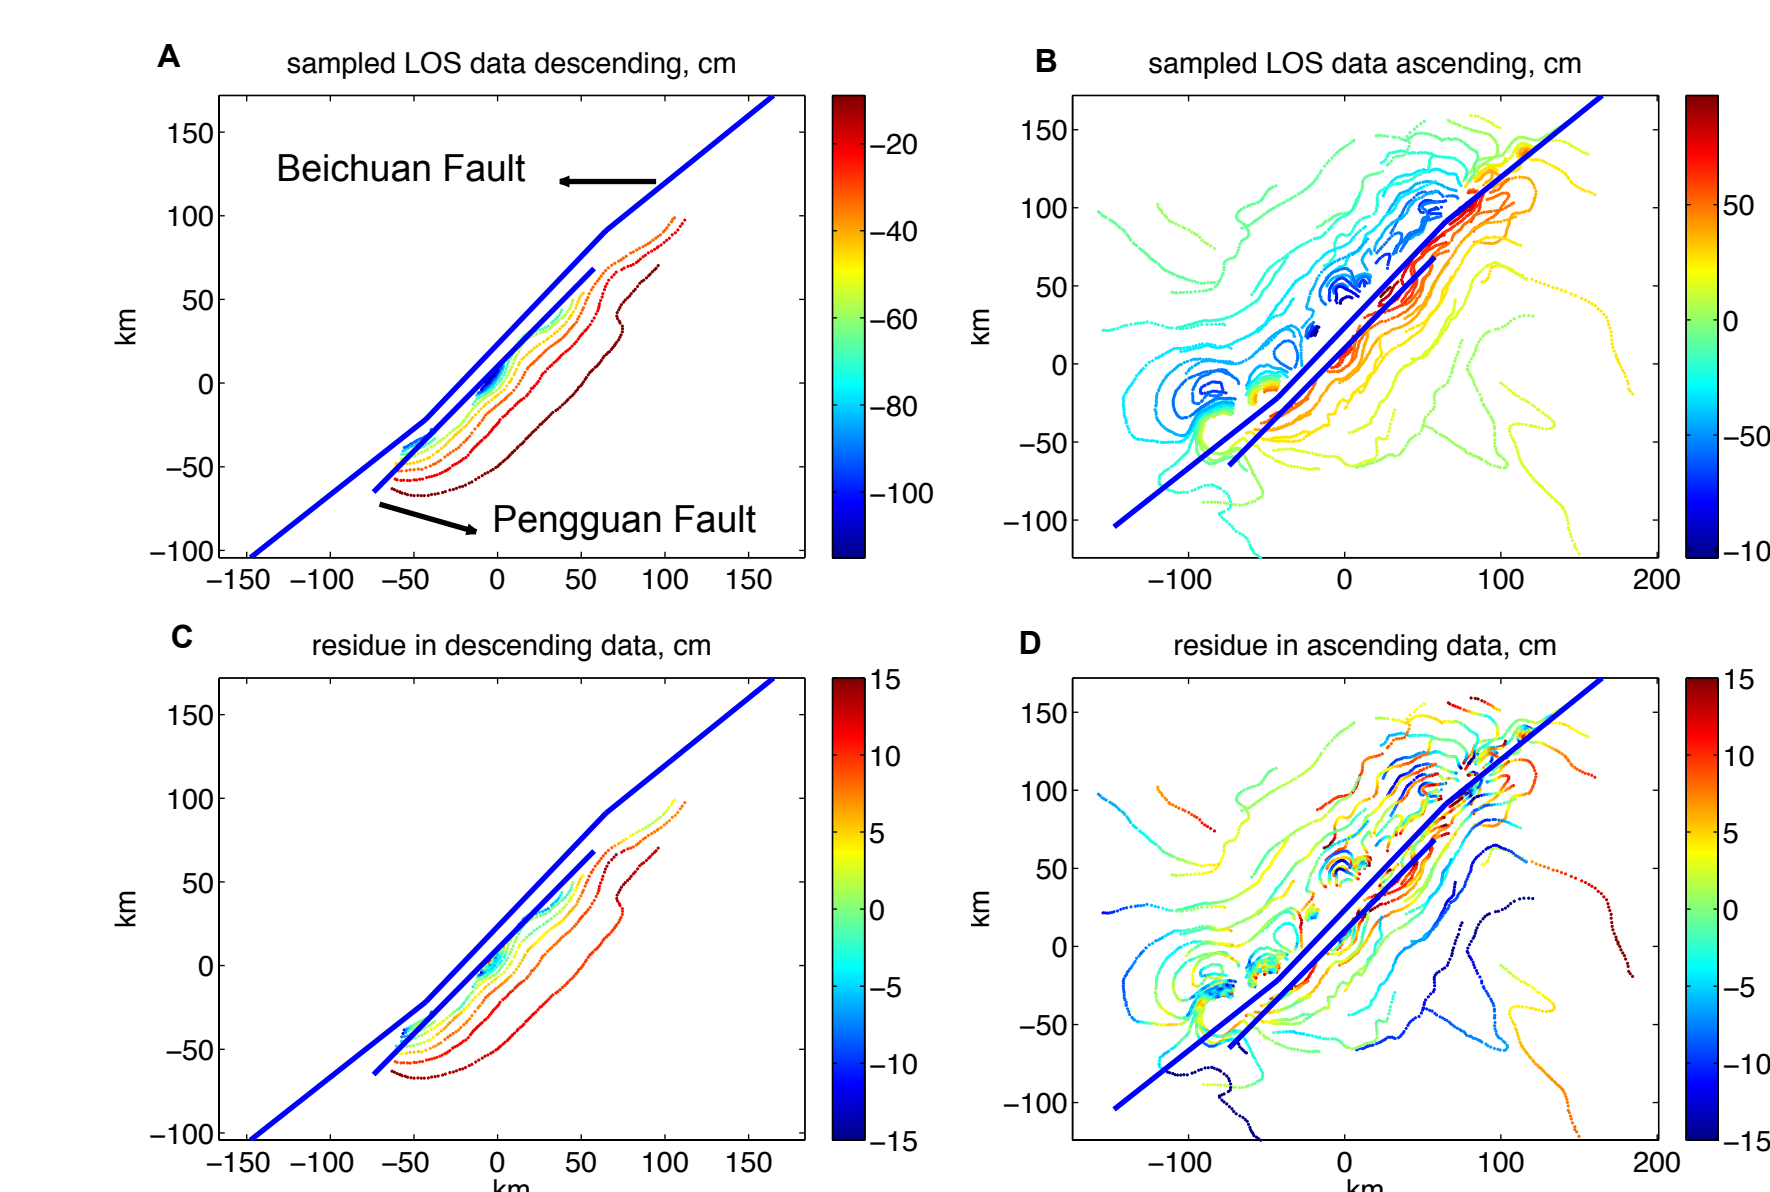 A
sampled LOS data descending, cm
150
100
50
0
−50
−100
km
Beichuan Fault
Pengguan Fault
−150 −100 −50 0 50 100 150
−20
−40
−60
−80
−100
B
sampled LOS data ascending, cm
150
100
50
0
−50
−100
km
−100 0 100 200
50
0
−50
−10
C
residue in descending data, cm
150
100
50
0
−50
−100
km
−150 −100 −50 0 50 100 150
km
15
10
5
0
−5
−10
−15
D
residue in ascending data, cm
150
100
50
0
−50
−100
km
−100 0 100 200
km
15
10
5
0
−5
−10
−15